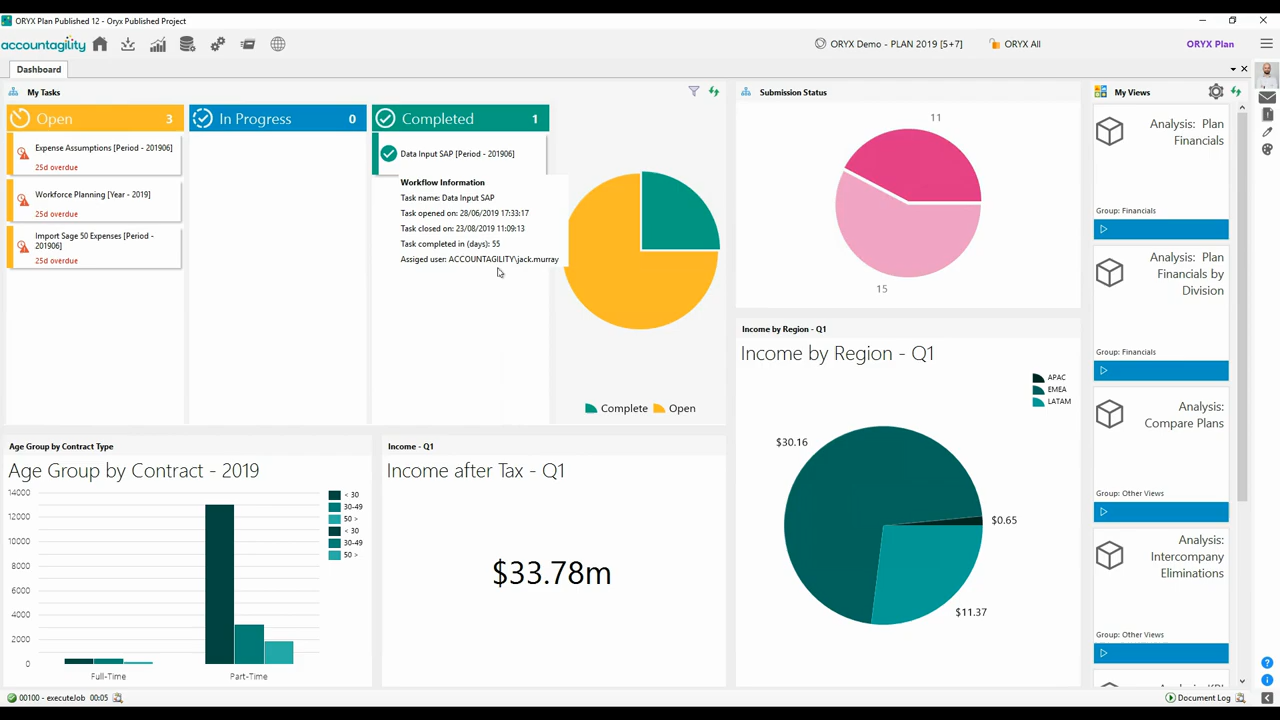 ORYX Plan Published 12 - Oryx Published Project
accountagility
ORYX Demo - PLAN 2019 [5+7]
ORYX All
ORYX Plan
Dashboard
My Tasks
Open 3
In Progress 0
Completed 1
Expense Assumptions [Period - 201906]
25d overdue
Workforce Planning [Year - 2019]
25d overdue
Import Sage 50 Expenses [Period -
201906]
25d overdue
Data Input SAP [Period - 201906]
Workflow Information
Task name: Data Input SAP
Task opened on: 28/06/2019 17:33:17
Task closed on: 23/08/2019 11:09:13
Task completed in (days): 55
Assiged user: ACCOUNTAGILITY\jack.murray
Complete
Open
Submission Status
11
15
Income by Region - Q1
Income by Region - Q1
APAC
EMEA
LATAM
$30.16
$0.65
$11.37
Age Group by Contract Type
Age Group by Contract - 2019
14000
12000
10000
8000
6000
4000
2000
0
Full-Time
Part-Time
< 30
30-49
50 >
< 30
30-49
50 >
Income - Q1
Income after Tax - Q1
$33.78m
My Views
Analysis: Plan
Financials
Group: Financials
Analysis: Plan
Financials by
Division
Group: Financials
Analysis:
Compare Plans
Group: Other Views
Analysis:
Intercompany
Eliminations
Group: Other Views
Analysis: KPI
00100 - executeJob 00:05
Document Log